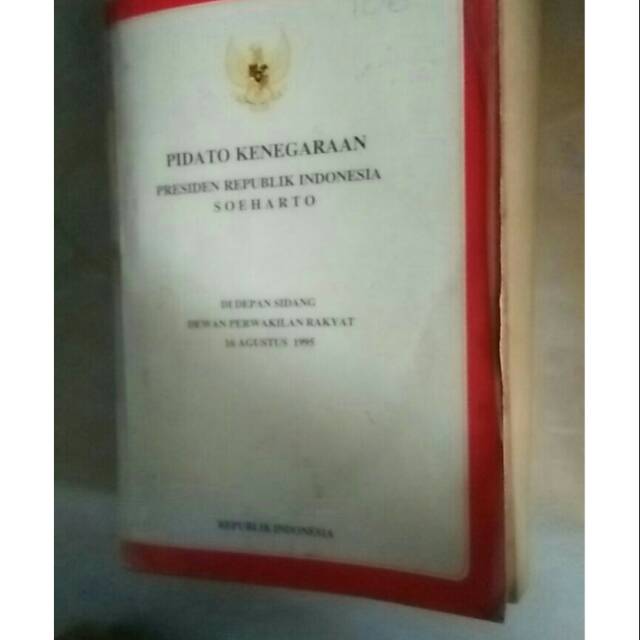 PIDATO KENEGARAAN
PRESIDEN REPUBLIK INDONESIA
SOEHARTO
DI DEPAN SIDANG
DEWAN PERWAKILAN RAKYAT
16 AGUSTUS 1995
REPUBLIK INDONESIA